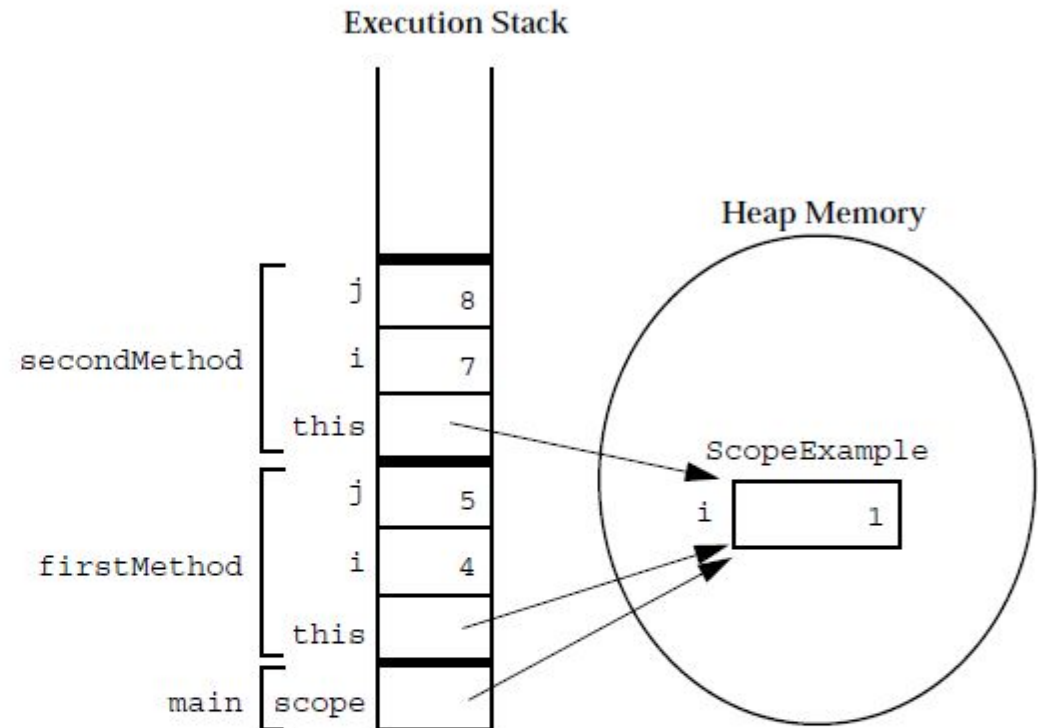 Execution Stack
Heap Memory
j 8
secondMethod i 7
this
ScopeExample
j 5
i 1
firstMethod i 4
this
main scope